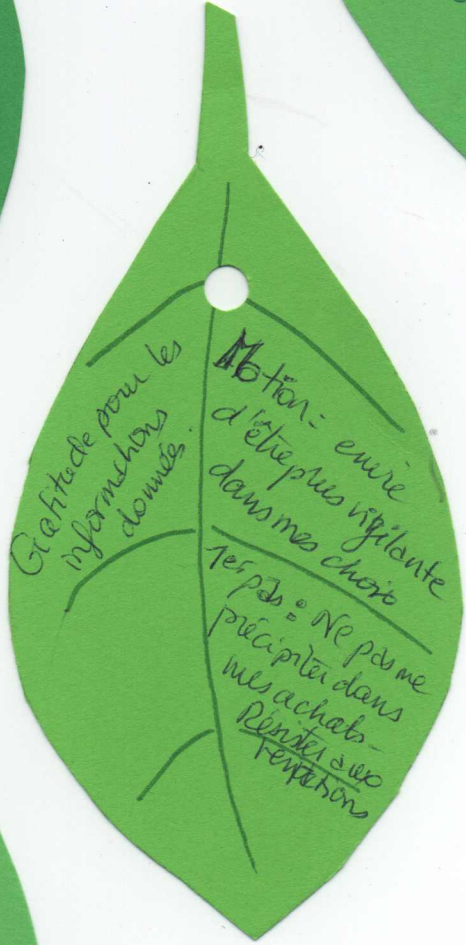 Gratitude pour les
informations
données.
Motion : envie
d'être plus vigilante
dans mes choix
1er pas : Ne pas me
précipiter dans
mes achats -
Résister aux
tentations